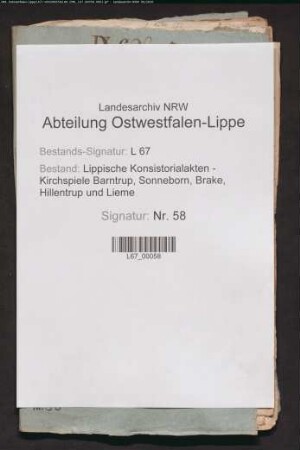 Landesarchiv NRW
Abteilung Ostwestfalen-Lippe
Bestands-Signatur: L 67
Bestand: Lippische Konsistorialakten -
Kirchspiele Barntrup, Sonneborn, Brake,
Hillentrup und Lieme
Signatur: Nr. 58
L67_00058